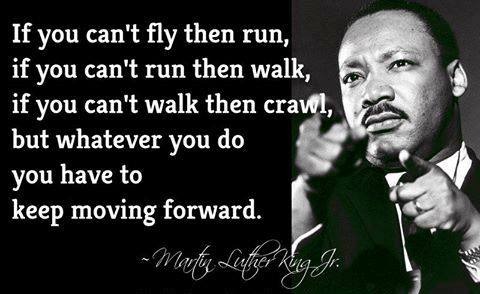 If you can't fly then run,
if you can't run then walk,
if you can't walk then crawl,
but whatever you do
you have to
keep moving forward.
~Martin Luther King Jr.